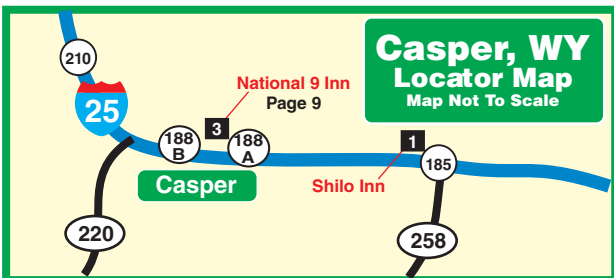 Casper, WY
Locator Map
Map Not To Scale
210
25
National 9 Inn
Page 9
3
188
B
188
A
1
185
Casper
Shilo Inn
220
258